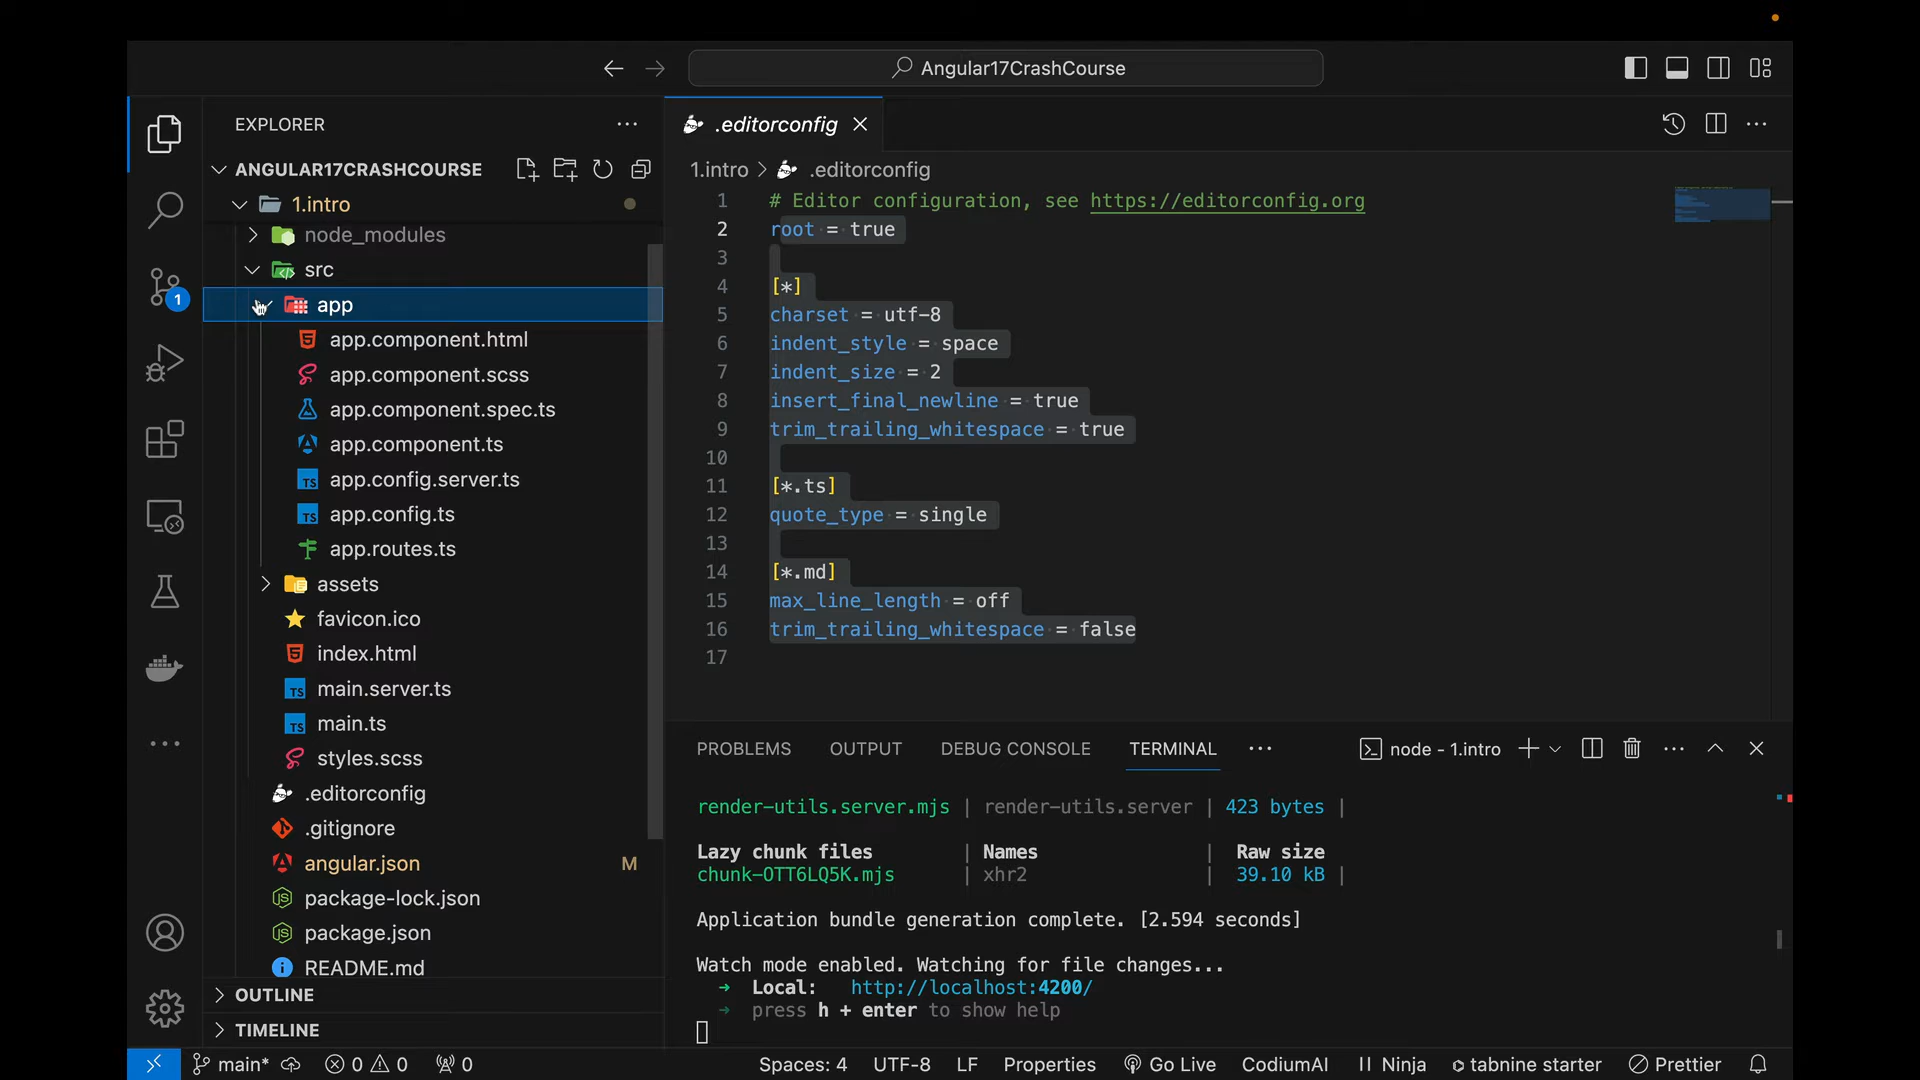 Angular17CrashCourse
EXPLORER
ANGULAR17CRASHCOURSE
1.intro
node_modules
src
app
app.component.html
app.component.scss
app.component.spec.ts
app.component.ts
TS app.config.server.ts
TS app.config.ts
app.routes.ts
assets
favicon.ico
index.html
TS main.server.ts
TS main.ts
styles.scss
.editorconfig
.gitignore
angular.json M
package-lock.json
package.json
README.md
OUTLINE
TIMELINE
1
.editorconfig
1.intro > .editorconfig
1 # Editor configuration, see https://editorconfig.org
2 root = true
3
4 [*]
5 charset = utf-8
6 indent_style = space
7 indent_size = 2
8 insert_final_newline = true
9 trim_trailing_whitespace = true
10
11 [*.ts]
12 quote_type = single
13
14 [*.md]
15 max_line_length = off
16 trim_trailing_whitespace = false
17
PROBLEMS OUTPUT DEBUG CONSOLE TERMINAL node - 1.intro
render-utils.server.mjs | render-utils.server | 423 bytes |
Lazy chunk files | Names | Raw size
chunk-OTT6LQ5K.mjs | xhr2 | 39.10 kB |
Application bundle generation complete. [2.594 seconds]
Watch mode enabled. Watching for file changes...
➜ Local: http://localhost:4200/
➜ press h + enter to show help
main* 0 0 0 Spaces: 4 UTF-8 LF Properties Go Live CodiumAI Ninja tabnine starter Prettier